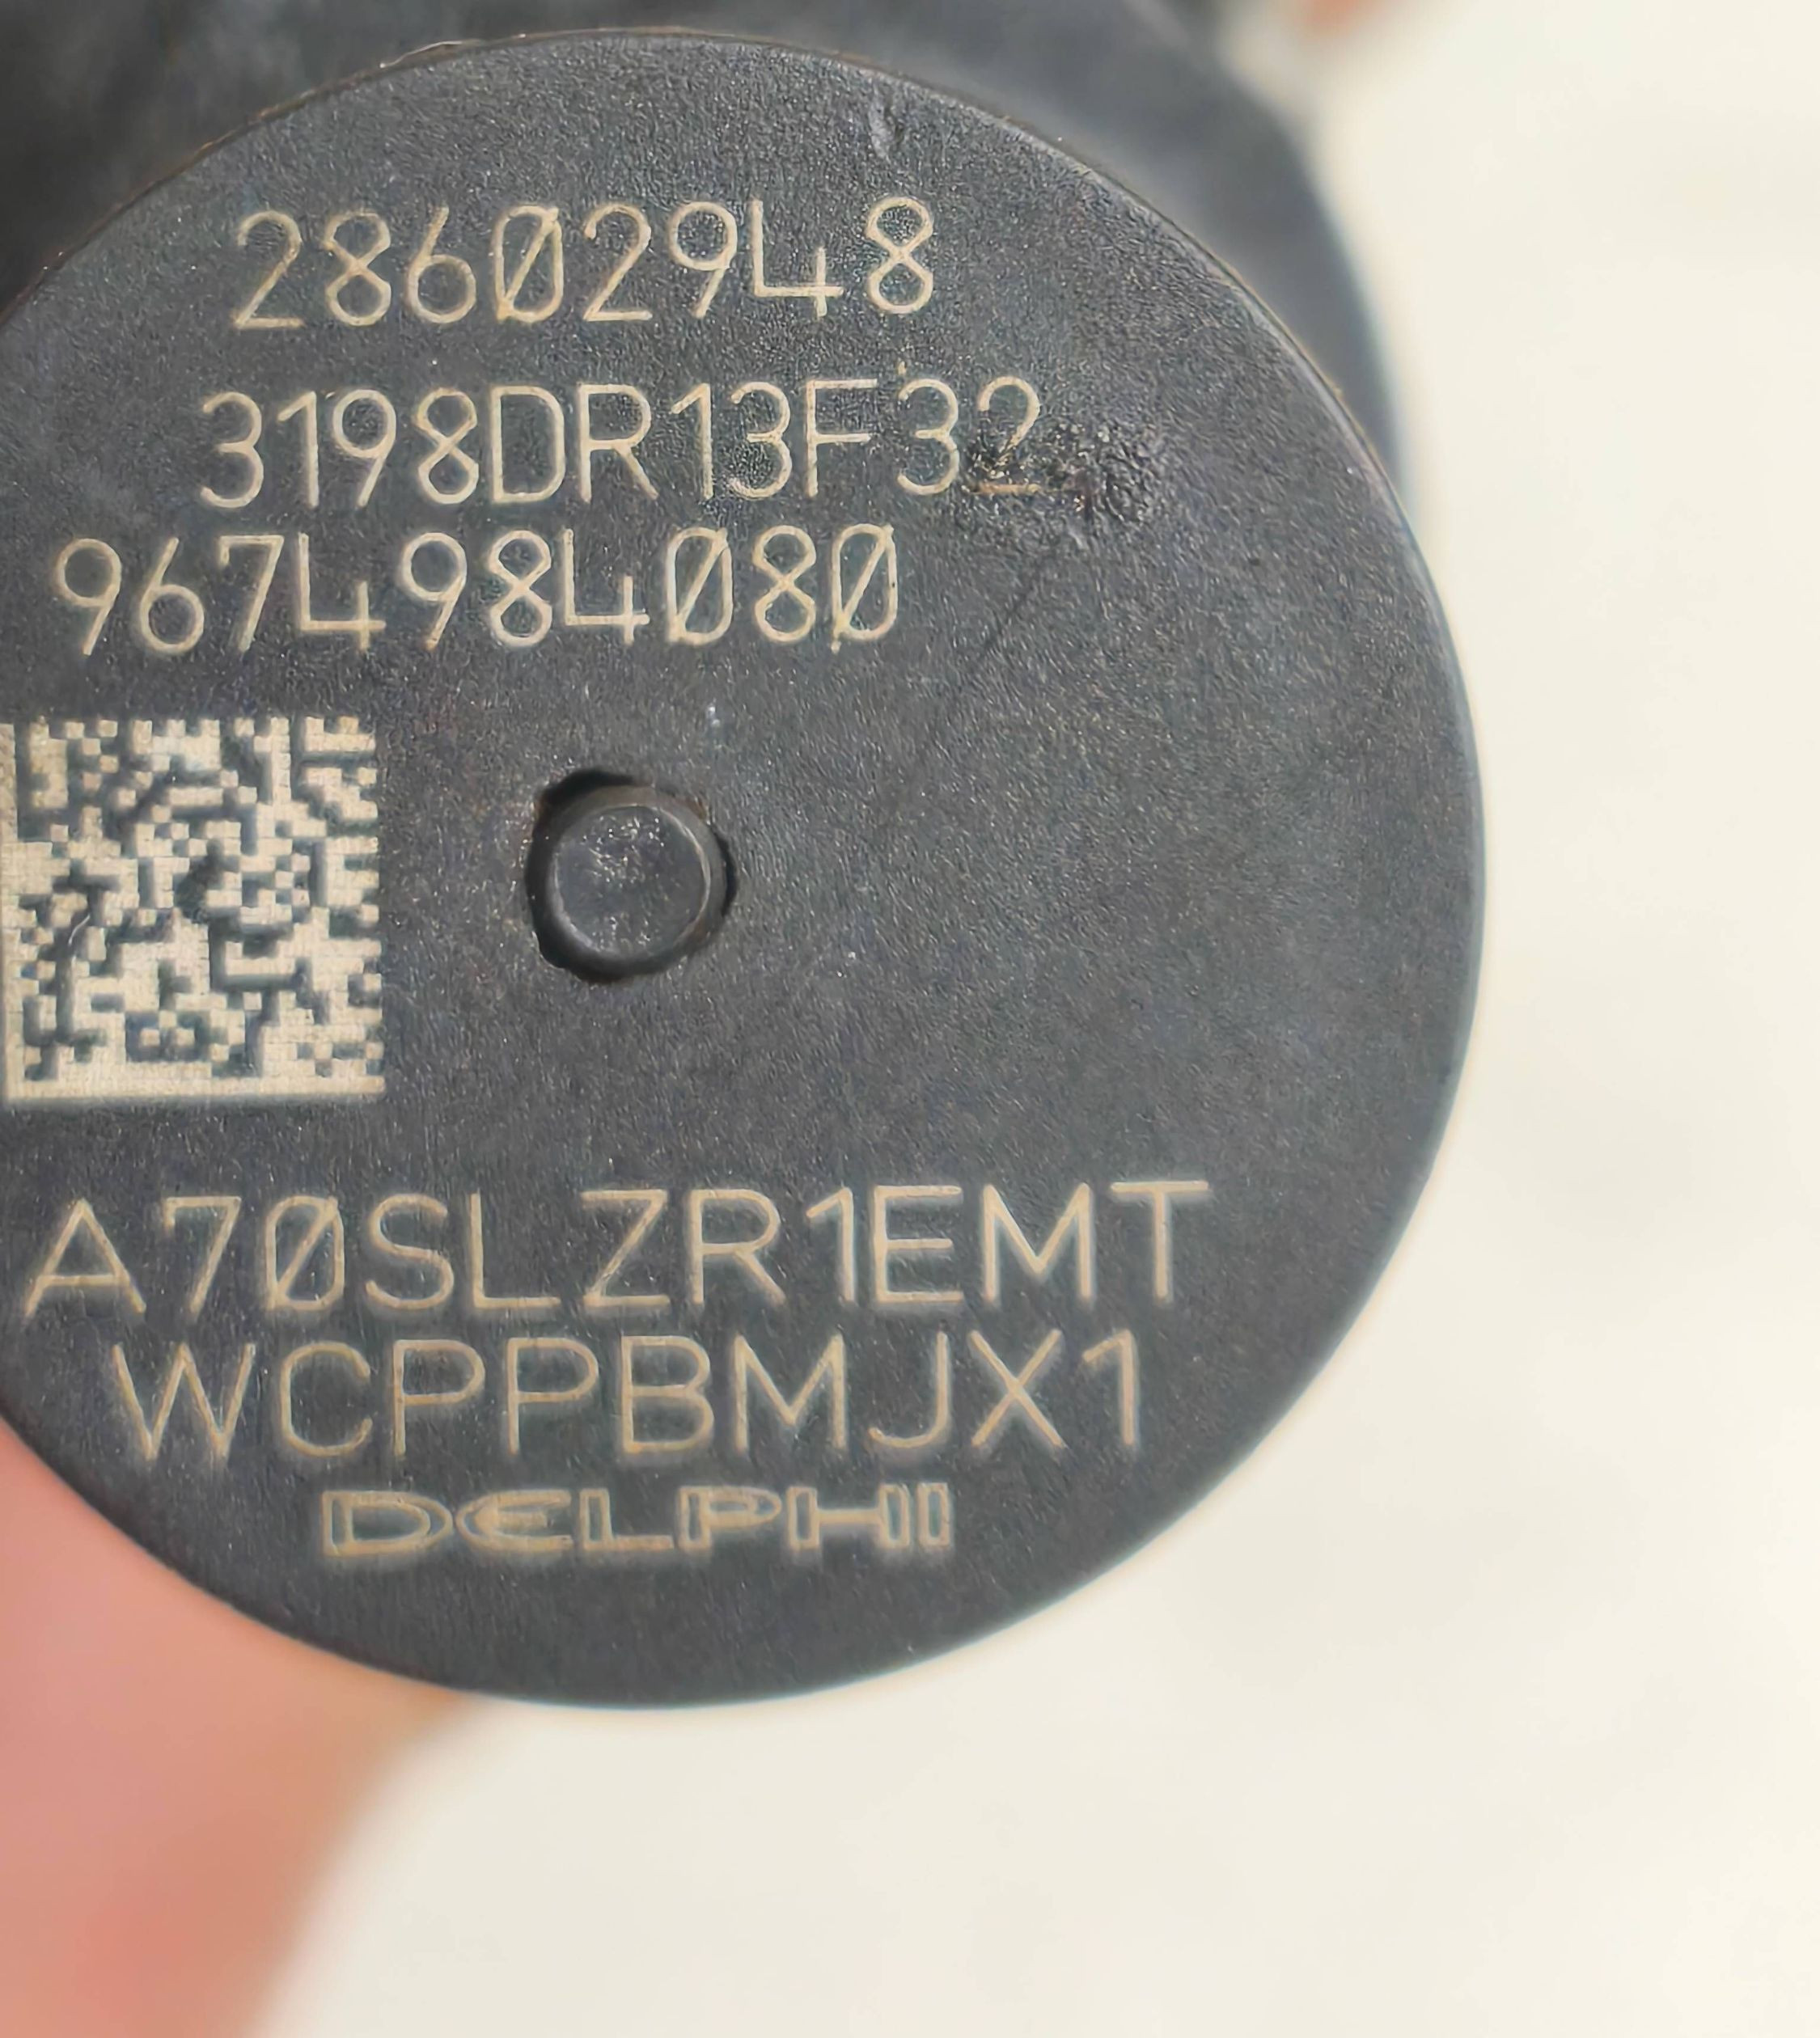 28602948
3198DR13F32
9674984080
A70SLZR1EMT
WCPPBMJX1
DELPHI